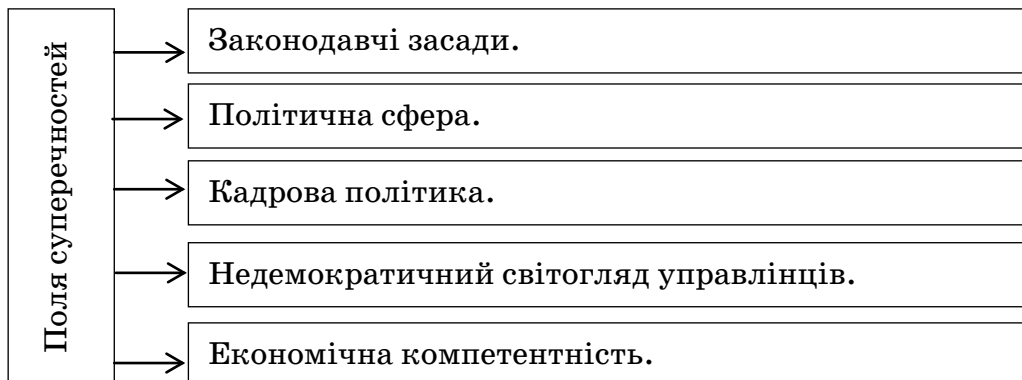 Поля суперечностей
Законодавчі засади.
Політична сфера.
Кадрова політика.
Недемократичний світогляд управлінців.
Економічна компетентність.